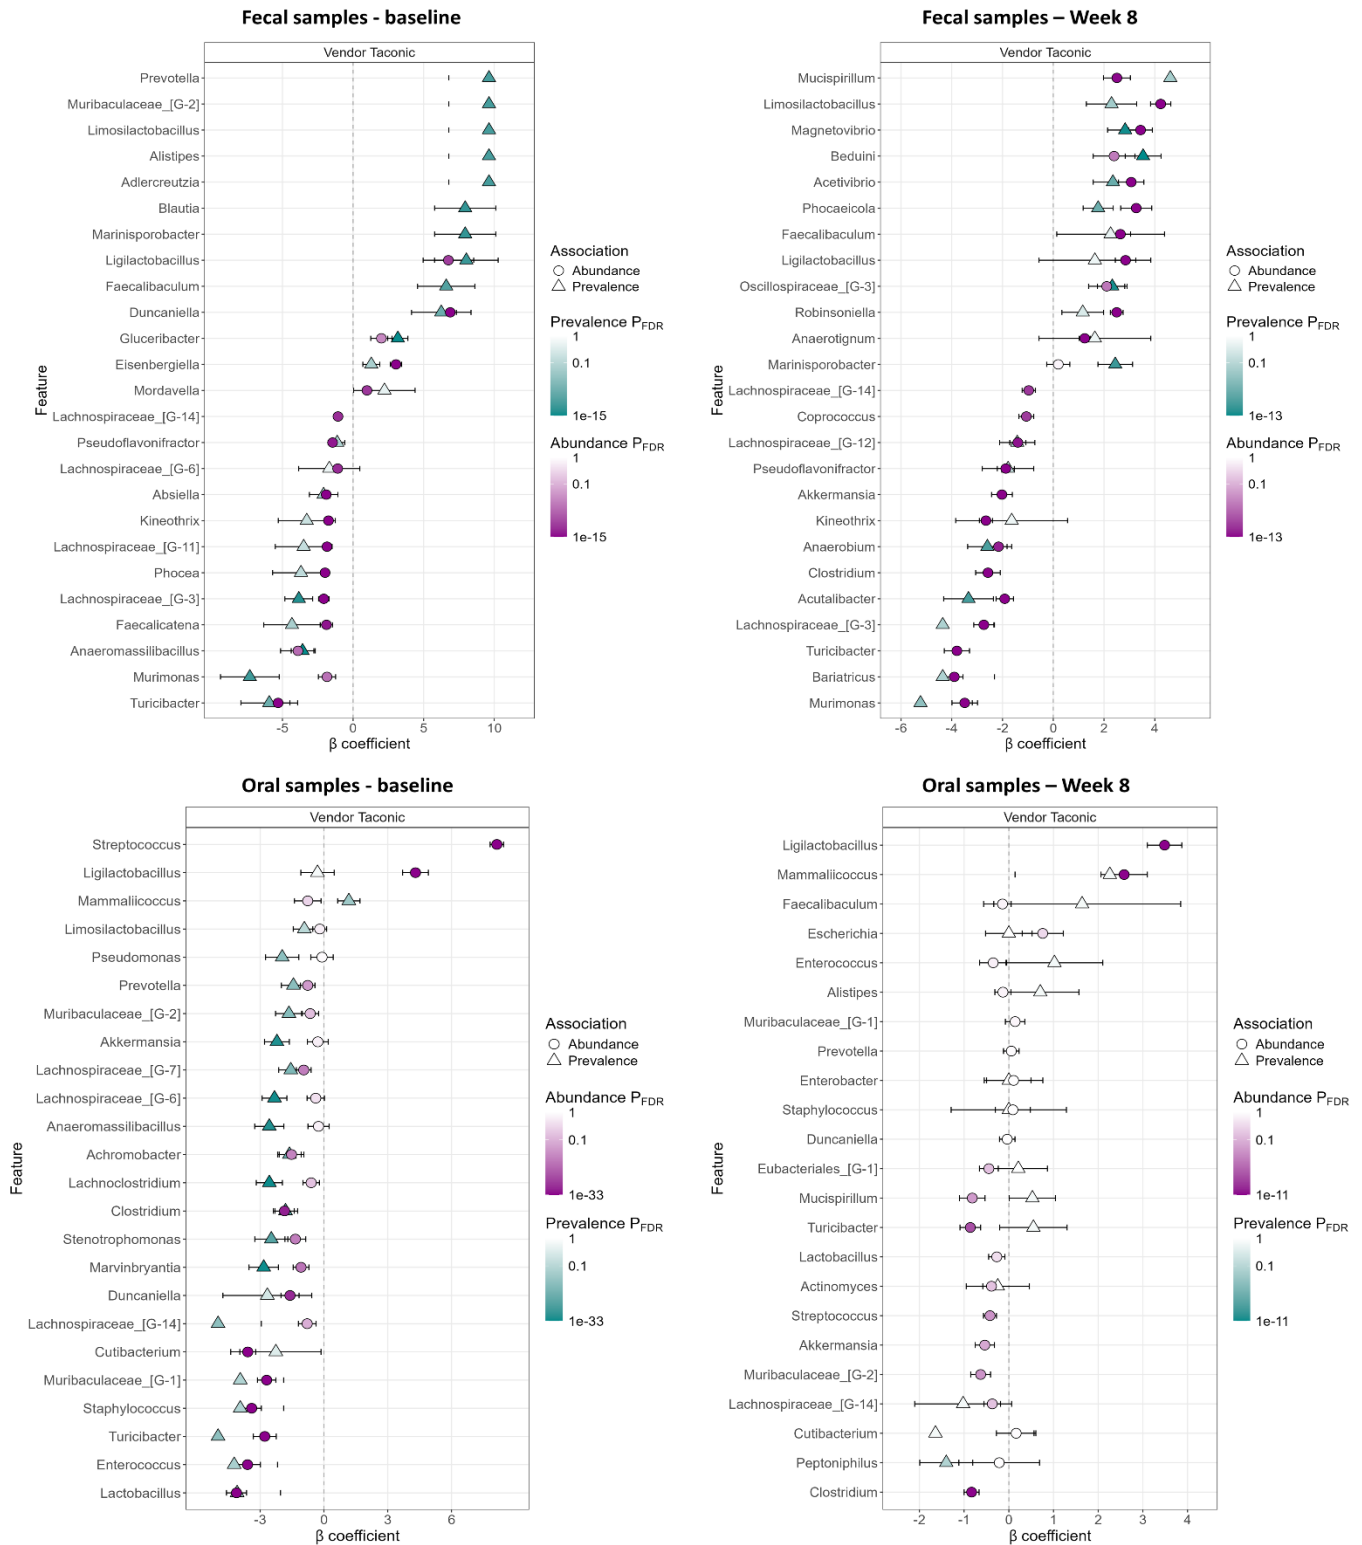 Fecal samples - baseline
Vendor Taconic
Prevotella
Muribaculaceae_[G-2]
Limosilactobacillus
Alistipes
Adlercreutzia
Blautia
Marinisporobacter
Ligilactobacillus
Faecalibaculum
Duncaniella
Gluceribacter
Eisenbergiella
Mordavella
Lachnospiraceae_[G-14]
Pseudoflavonifractor
Lachnospiraceae_[G-6]
Absiella
Kineothrix
Lachnospiraceae_[G-11]
Phocea
Lachnospiraceae_[G-3]
Faecalicatena
Anaeromassilibacillus
Murimonas
Turicibacter
Feature
-5 0 5 10
β coefficient
Association
Abundance
Prevalence
Prevalence PFDR
1
0.1
1e-15
Abundance PFDR
1
0.1
1e-15
Fecal samples – Week 8
Vendor Taconic
Mucispirillum
Limosilactobacillus
Magnetovibrio
Beduini
Acetivibrio
Phocaeicola
Faecalibaculum
Ligilactobacillus
Oscillospiraceae_[G-3]
Robinsoniella
Anaerotignum
Marinisporobacter
Lachnospiraceae_[G-14]
Coprococcus
Lachnospiraceae_[G-12]
Pseudoflavonifractor
Akkermansia
Kineothrix
Anaerobium
Clostridium
Acutalibacter
Lachnospiraceae_[G-3]
Turicibacter
Bariatricus
Murimonas
Feature
-6 -4 -2 0 2 4
β coefficient
Association
Abundance
Prevalence
Prevalence PFDR
1
0.1
1e-13
Abundance PFDR
1
0.1
1e-13
Oral samples - baseline
Vendor Taconic
Streptococcus
Ligilactobacillus
Mammaliicoccus
Limosilactobacillus
Pseudomonas
Prevotella
Muribaculaceae_[G-2]
Akkermansia
Lachnospiraceae_[G-7]
Lachnospiraceae_[G-6]
Anaeromassilibacillus
Achromobacter
Lachnoclostridium
Clostridium
Stenotrophomonas
Marvinbryantia
Duncaniella
Lachnospiraceae_[G-14]
Cutibacterium
Muribaculaceae_[G-1]
Staphylococcus
Turicibacter
Enterococcus
Lactobacillus
Feature
-3 0 3 6
β coefficient
Association
Abundance
Prevalence
Abundance PFDR
1
0.1
1e-33
Prevalence PFDR
1
0.1
1e-33
Oral samples – Week 8
Vendor Taconic
Ligilactobacillus
Mammaliicoccus
Faecalibaculum
Escherichia
Enterococcus
Alistipes
Muribaculaceae_[G-1]
Prevotella
Enterobacter
Staphylococcus
Duncaniella
Eubacteriales_[G-1]
Mucispirillum
Turicibacter
Lactobacillus
Actinomyces
Streptococcus
Akkermansia
Muribaculaceae_[G-2]
Lachnospiraceae_[G-14]
Cutibacterium
Peptoniphilus
Clostridium
Feature
-2 -1 0 1 2 3 4
β coefficient
Association
Abundance
Prevalence
Abundance PFDR
1
0.1
1e-11
Prevalence PFDR
1
0.1
1e-11